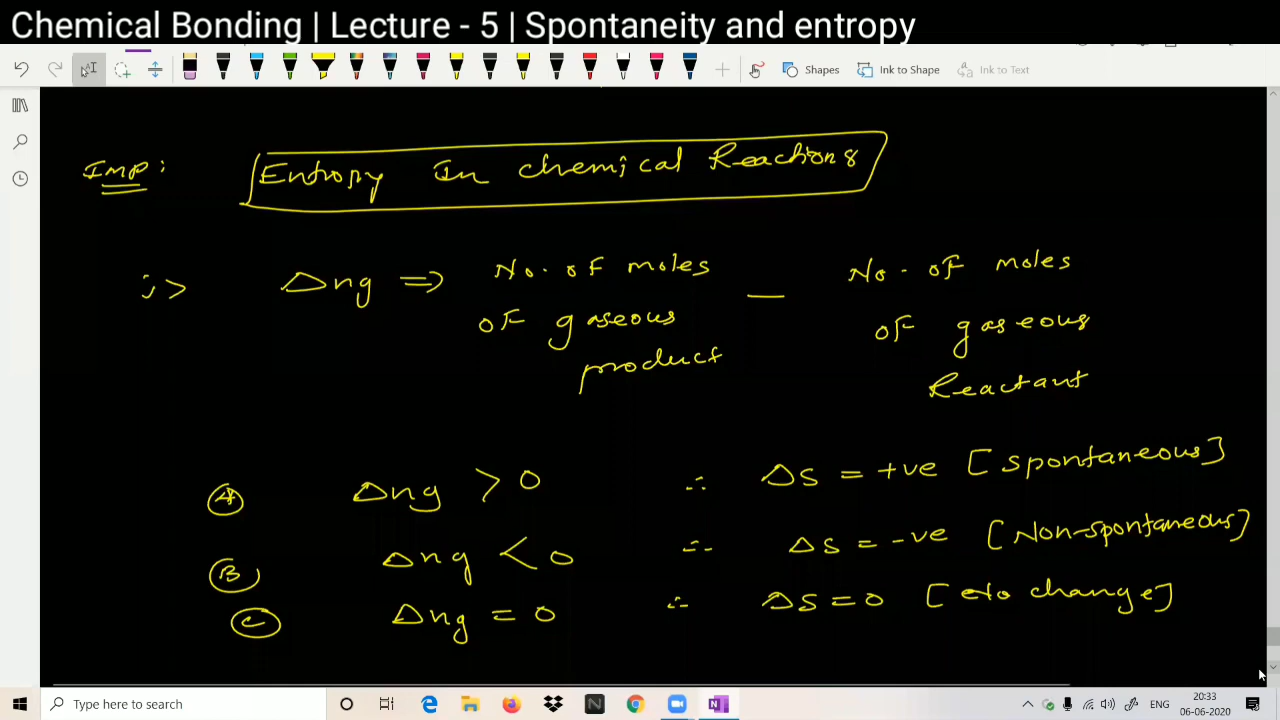 Chemical Bonding | Lecture - 5 | Spontaneity and entropy
Shapes Ink to Shape Ink to Text
Imp: Entropy In chemical Reactions
i> Δng ⇒ No. of moles of gaseous product — No. of moles of gaseous Reactant
Ⓐ Δng > 0 ∴ ΔS = +ve [Spontaneous]
Ⓑ Δng < 0 ∴ ΔS = -ve [Non-spontaneous]
Ⓒ Δng = 0 ∴ ΔS = 0 [No change]
Type here to search
ENG 20:33
06-06-2020